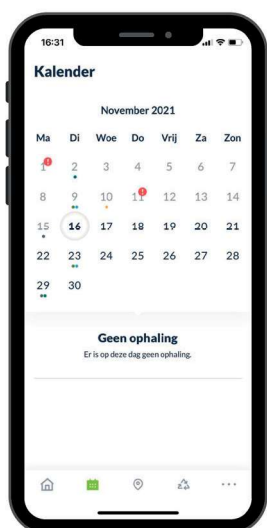 16:31
Kalender
November 2021
Ma Di Woe Do Vrij Za Zon
1 2 3 4 5 6 7
8 9 10 11 12 13 14
15 16 17 18 19 20 21
22 23 24 25 26 27 28
29 30
Geen ophaling
Er is op deze dag geen ophaling.